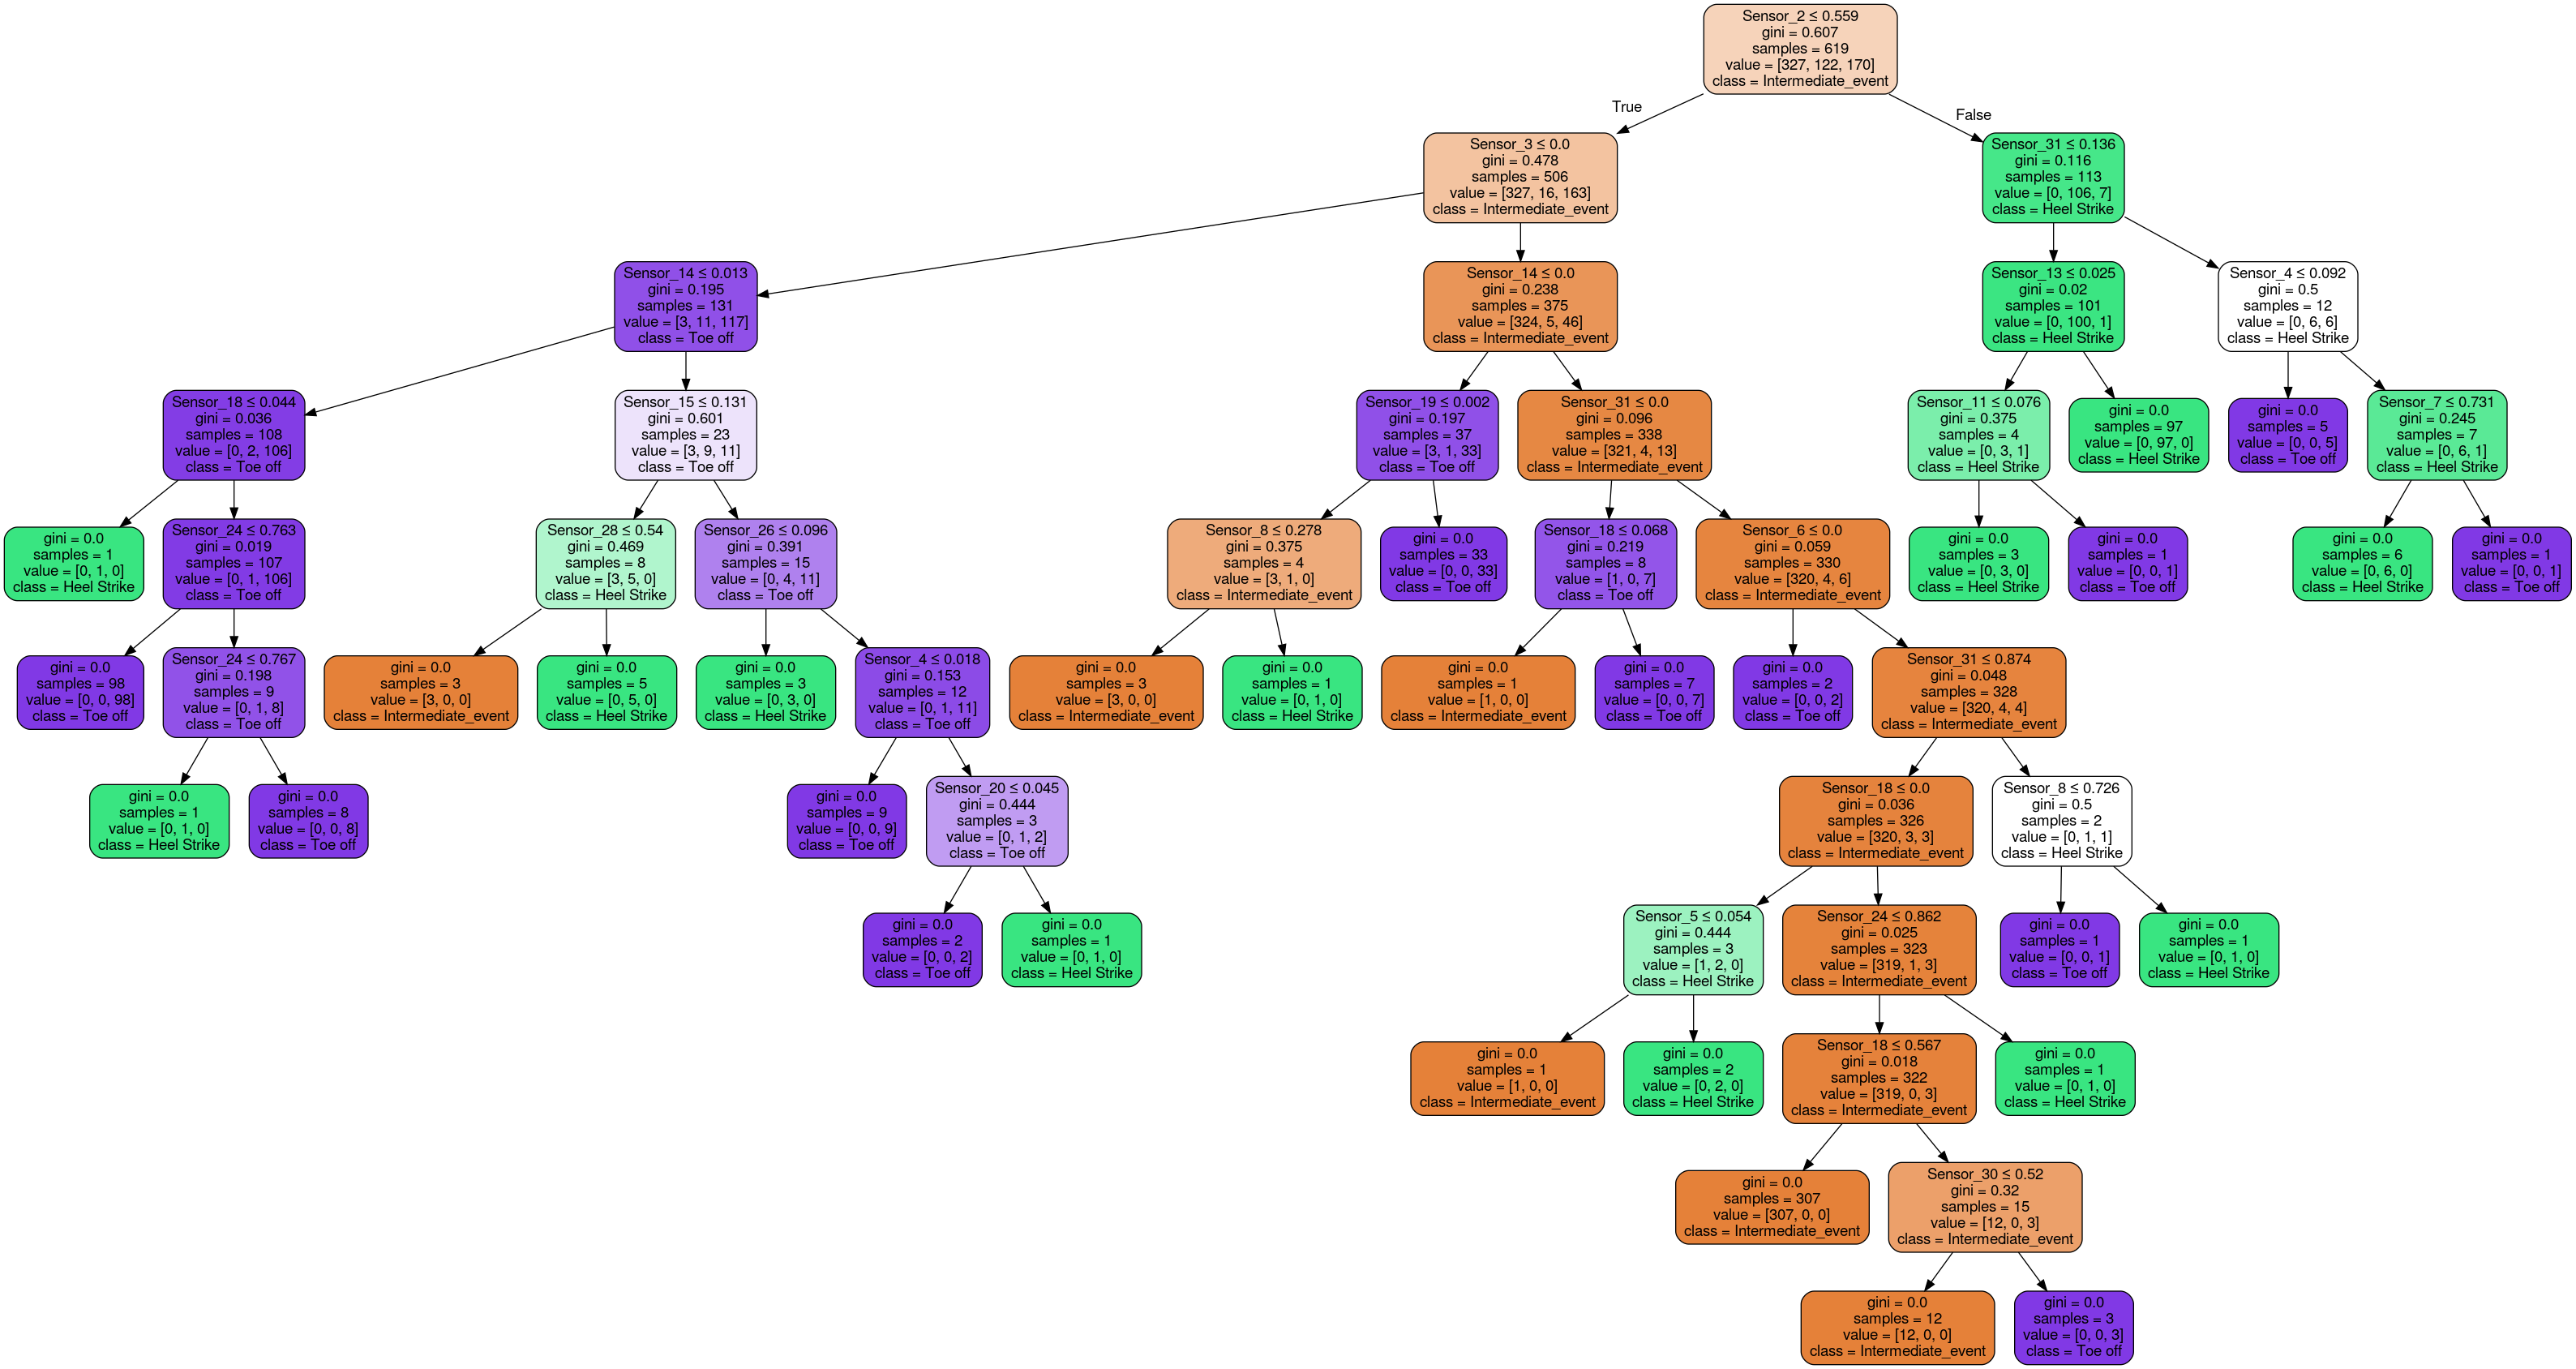 Sensor_2 ≤ 0.559
gini = 0.607
samples = 619
value = [327, 122, 170]
class = Intermediate_event
True
False
Sensor_3 ≤ 0.0
gini = 0.478
samples = 506
value = [327, 16, 163]
class = Intermediate_event
Sensor_31 ≤ 0.136
gini = 0.116
samples = 113
value = [0, 106, 7]
class = Heel Strike
Sensor_14 ≤ 0.013
gini = 0.195
samples = 131
value = [3, 11, 117]
class = Toe off
Sensor_14 ≤ 0.0
gini = 0.238
samples = 375
value = [324, 5, 46]
class = Intermediate_event
Sensor_13 ≤ 0.025
gini = 0.02
samples = 101
value = [0, 100, 1]
class = Heel Strike
Sensor_4 ≤ 0.092
gini = 0.5
samples = 12
value = [0, 6, 6]
class = Heel Strike
Sensor_18 ≤ 0.044
gini = 0.036
samples = 108
value = [0, 2, 106]
class = Toe off
Sensor_15 ≤ 0.131
gini = 0.601
samples = 23
value = [3, 9, 11]
class = Toe off
Sensor_19 ≤ 0.002
gini = 0.197
samples = 37
value = [3, 1, 33]
class = Toe off
Sensor_31 ≤ 0.0
gini = 0.096
samples = 338
value = [321, 4, 13]
class = Intermediate_event
Sensor_11 ≤ 0.076
gini = 0.375
samples = 4
value = [0, 3, 1]
class = Heel Strike
gini = 0.0
samples = 97
value = [0, 97, 0]
class = Heel Strike
gini = 0.0
samples = 5
value = [0, 0, 5]
class = Toe off
Sensor_7 ≤ 0.731
gini = 0.245
samples = 7
value = [0, 6, 1]
class = Heel Strike
gini = 0.0
samples = 1
value = [0, 1, 0]
class = Heel Strike
Sensor_24 ≤ 0.763
gini = 0.019
samples = 107
value = [0, 1, 106]
class = Toe off
Sensor_28 ≤ 0.54
gini = 0.469
samples = 8
value = [3, 5, 0]
class = Heel Strike
Sensor_26 ≤ 0.096
gini = 0.391
samples = 15
value = [0, 4, 11]
class = Toe off
Sensor_8 ≤ 0.278
gini = 0.375
samples = 4
value = [3, 1, 0]
class = Intermediate_event
gini = 0.0
samples = 33
value = [0, 0, 33]
class = Toe off
Sensor_18 ≤ 0.068
gini = 0.219
samples = 8
value = [1, 0, 7]
class = Toe off
Sensor_6 ≤ 0.0
gini = 0.059
samples = 330
value = [320, 4, 6]
class = Intermediate_event
gini = 0.0
samples = 3
value = [0, 3, 0]
class = Heel Strike
gini = 0.0
samples = 1
value = [0, 0, 1]
class = Toe off
gini = 0.0
samples = 6
value = [0, 6, 0]
class = Heel Strike
gini = 0.0
samples = 1
value = [0, 0, 1]
class = Toe off
gini = 0.0
samples = 98
value = [0, 0, 98]
class = Toe off
Sensor_24 ≤ 0.767
gini = 0.198
samples = 9
value = [0, 1, 8]
class = Toe off
gini = 0.0
samples = 3
value = [3, 0, 0]
class = Intermediate_event
gini = 0.0
samples = 5
value = [0, 5, 0]
class = Heel Strike
gini = 0.0
samples = 3
value = [0, 3, 0]
class = Heel Strike
Sensor_4 ≤ 0.018
gini = 0.153
samples = 12
value = [0, 1, 11]
class = Toe off
gini = 0.0
samples = 3
value = [3, 0, 0]
class = Intermediate_event
gini = 0.0
samples = 1
value = [0, 1, 0]
class = Heel Strike
gini = 0.0
samples = 1
value = [1, 0, 0]
class = Intermediate_event
gini = 0.0
samples = 7
value = [0, 0, 7]
class = Toe off
gini = 0.0
samples = 2
value = [0, 0, 2]
class = Toe off
Sensor_31 ≤ 0.874
gini = 0.048
samples = 328
value = [320, 4, 4]
class = Intermediate_event
gini = 0.0
samples = 1
value = [0, 1, 0]
class = Heel Strike
gini = 0.0
samples = 8
value = [0, 0, 8]
class = Toe off
gini = 0.0
samples = 9
value = [0, 0, 9]
class = Toe off
Sensor_20 ≤ 0.045
gini = 0.444
samples = 3
value = [0, 1, 2]
class = Toe off
Sensor_18 ≤ 0.0
gini = 0.036
samples = 326
value = [320, 3, 3]
class = Intermediate_event
Sensor_8 ≤ 0.726
gini = 0.5
samples = 2
value = [0, 1, 1]
class = Heel Strike
gini = 0.0
samples = 2
value = [0, 0, 2]
class = Toe off
gini = 0.0
samples = 1
value = [0, 1, 0]
class = Heel Strike
Sensor_5 ≤ 0.054
gini = 0.444
samples = 3
value = [1, 2, 0]
class = Heel Strike
Sensor_24 ≤ 0.862
gini = 0.025
samples = 323
value = [319, 1, 3]
class = Intermediate_event
gini = 0.0
samples = 1
value = [0, 0, 1]
class = Toe off
gini = 0.0
samples = 1
value = [0, 1, 0]
class = Heel Strike
gini = 0.0
samples = 1
value = [1, 0, 0]
class = Intermediate_event
gini = 0.0
samples = 2
value = [0, 2, 0]
class = Heel Strike
Sensor_18 ≤ 0.567
gini = 0.018
samples = 322
value = [319, 0, 3]
class = Intermediate_event
gini = 0.0
samples = 1
value = [0, 1, 0]
class = Heel Strike
gini = 0.0
samples = 307
value = [307, 0, 0]
class = Intermediate_event
Sensor_30 ≤ 0.52
gini = 0.32
samples = 15
value = [12, 0, 3]
class = Intermediate_event
gini = 0.0
samples = 12
value = [12, 0, 0]
class = Intermediate_event
gini = 0.0
samples = 3
value = [0, 0, 3]
class = Toe off